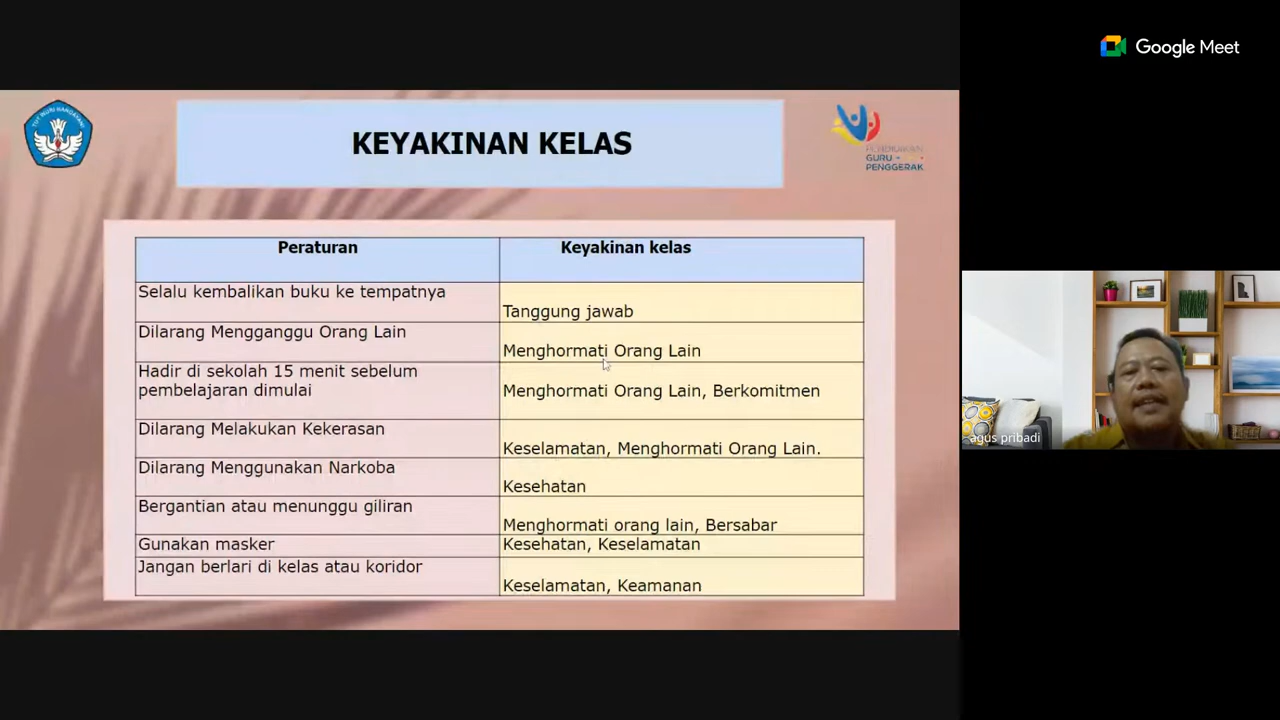 Google Meet
TUT WURI HANDAYANI
KEYAKINAN KELAS
PENDIDIKAN
GURU
PENGGERAK
Peraturan
Keyakinan kelas
Selalu kembalikan buku ke tempatnya
Tanggung jawab
Dilarang Mengganggu Orang Lain
Menghormati Orang Lain
Hadir di sekolah 15 menit sebelum
pembelajaran dimulai
Menghormati Orang Lain, Berkomitmen
Dilarang Melakukan Kekerasan
Keselamatan, Menghormati Orang Lain.
Dilarang Menggunakan Narkoba
Kesehatan
Bergantian atau menunggu giliran
Menghormati orang lain, Bersabar
Gunakan masker
Kesehatan, Keselamatan
Jangan berlari di kelas atau koridor
Keselamatan, Keamanan
agus pribadi